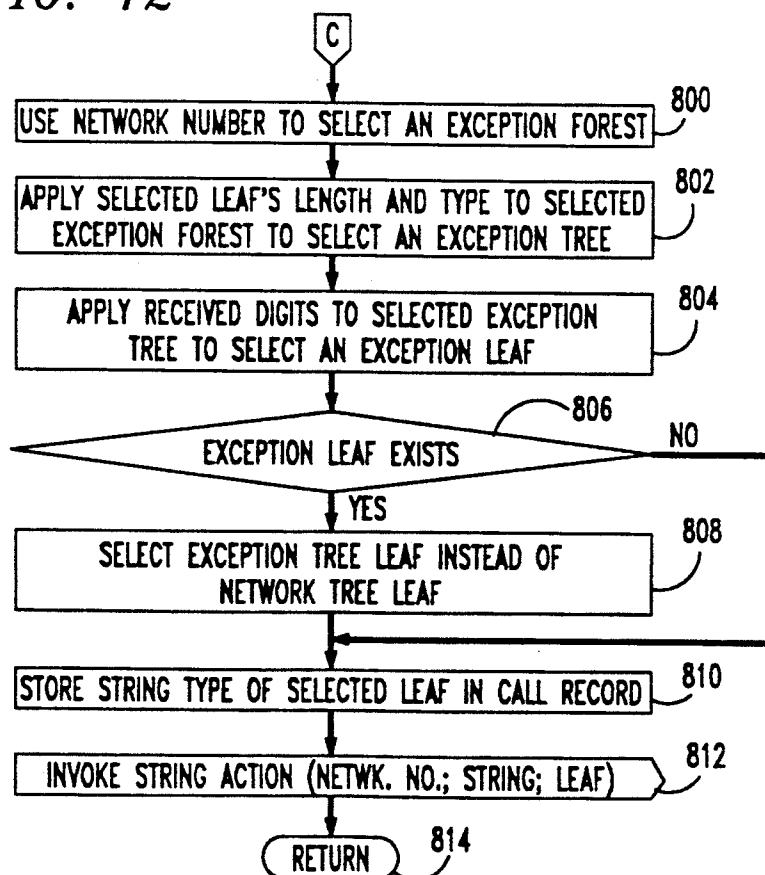 12
C
USE NETWORK NUMBER TO SELECT AN EXCEPTION FOREST
800
APPLY SELECTED LEAF'S LENGTH AND TYPE TO SELECTED
EXCEPTION FOREST TO SELECT AN EXCEPTION TREE
802
APPLY RECEIVED DIGITS TO SELECTED EXCEPTION
TREE TO SELECT AN EXCEPTION LEAF
804
806
EXCEPTION LEAF EXISTS
NO
YES
SELECT EXCEPTION TREE LEAF INSTEAD OF
NETWORK TREE LEAF
808
STORE STRING TYPE OF SELECTED LEAF IN CALL RECORD
810
INVOKE STRING ACTION (NETWK. NO.; STRING; LEAF)
812
RETURN
814